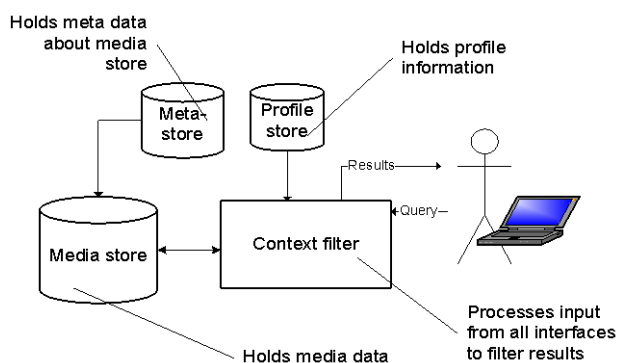 Holds meta data
about media
store
Holds profile
information
Meta-
store
Profile
store
Results
Query
Media store
Context filter
Processes input
from all interfaces
to filter results
Holds media data